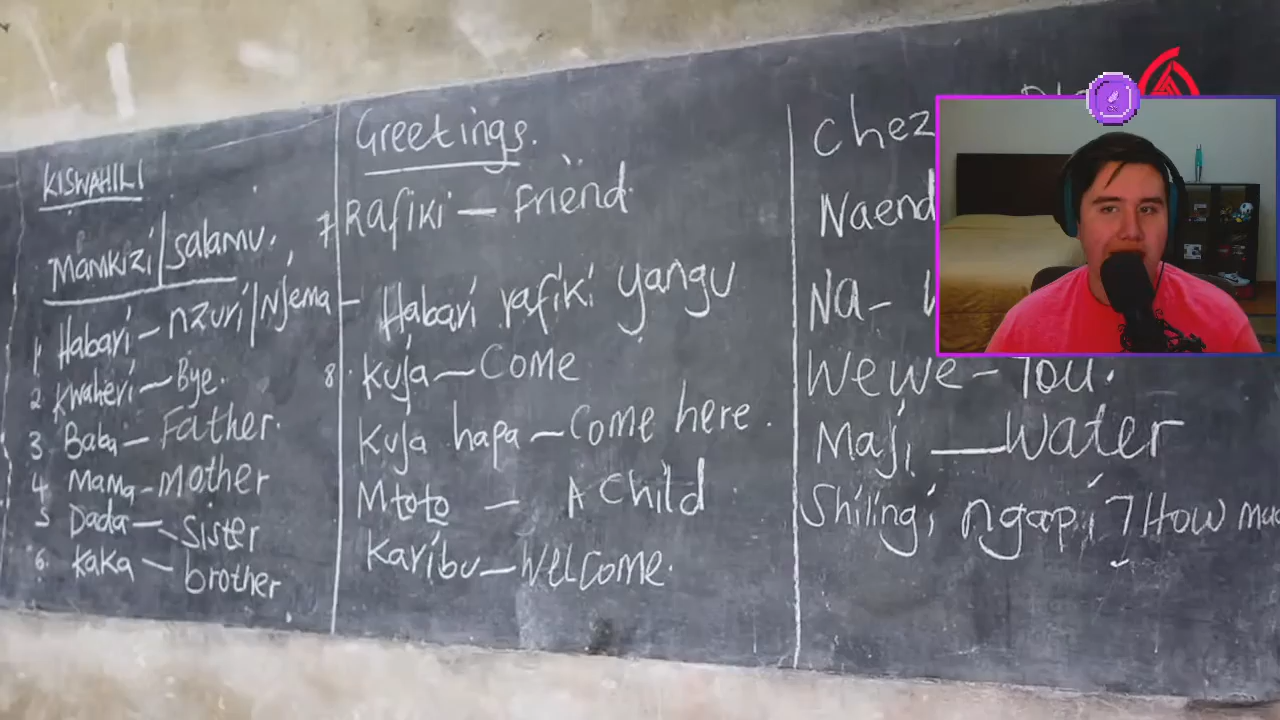 KISWAHILI
Mamkizi/salamu.
1 Habari – nzuri/Njema –
2 Kwaheri – Bye.
3 Baba – Father.
4 Mama – mother
5 Dada – Sister
6. kaka – brother
Greetings.
7 Rafiki – Friend
Habari rafiki yangu
8. Kuja – Come
Kuja hapa – Come here.
Mtoto – A child
Karibu – Welcome.
Chez
Naend
NA –
Wewe – You.
Maji – Water
Shilingi ngapi? How